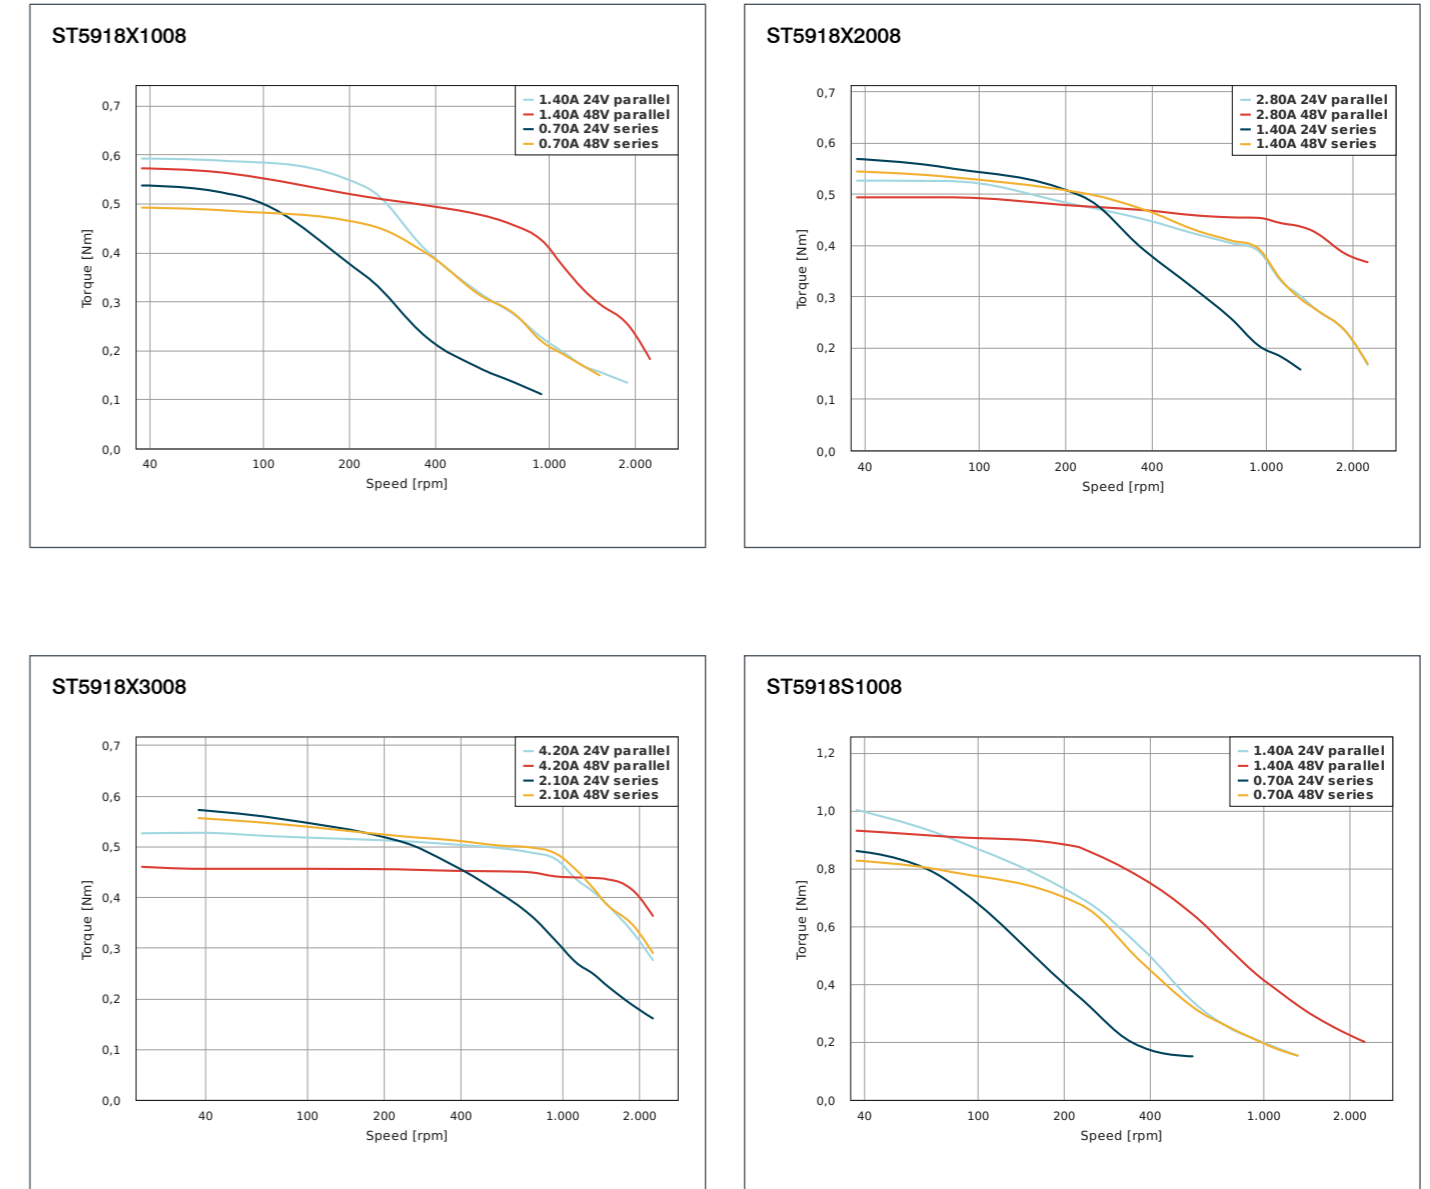 ST5918X1008
1.40A 24V parallel
1.40A 48V parallel
0.70A 24V series
0.70A 48V series
0,7
0,6
0,5
0,4
0,3
0,2
0,1
0,0
Torque [Nm]
40 100 200 400 1.000 2.000
Speed [rpm]
ST5918X2008
2.80A 24V parallel
2.80A 48V parallel
1.40A 24V series
1.40A 48V series
0,7
0,6
0,5
0,4
0,3
0,2
0,1
0,0
Torque [Nm]
40 100 200 400 1.000 2.000
Speed [rpm]
ST5918X3008
4.20A 24V parallel
4.20A 48V parallel
2.10A 24V series
2.10A 48V series
0,7
0,6
0,5
0,4
0,3
0,2
0,1
0,0
Torque [Nm]
40 100 200 400 1.000 2.000
Speed [rpm]
ST5918S1008
1.40A 24V parallel
1.40A 48V parallel
0.70A 24V series
0.70A 48V series
1,2
1,0
0,8
0,6
0,4
0,2
0,0
Torque [Nm]
40 100 200 400 1.000 2.000
Speed [rpm]